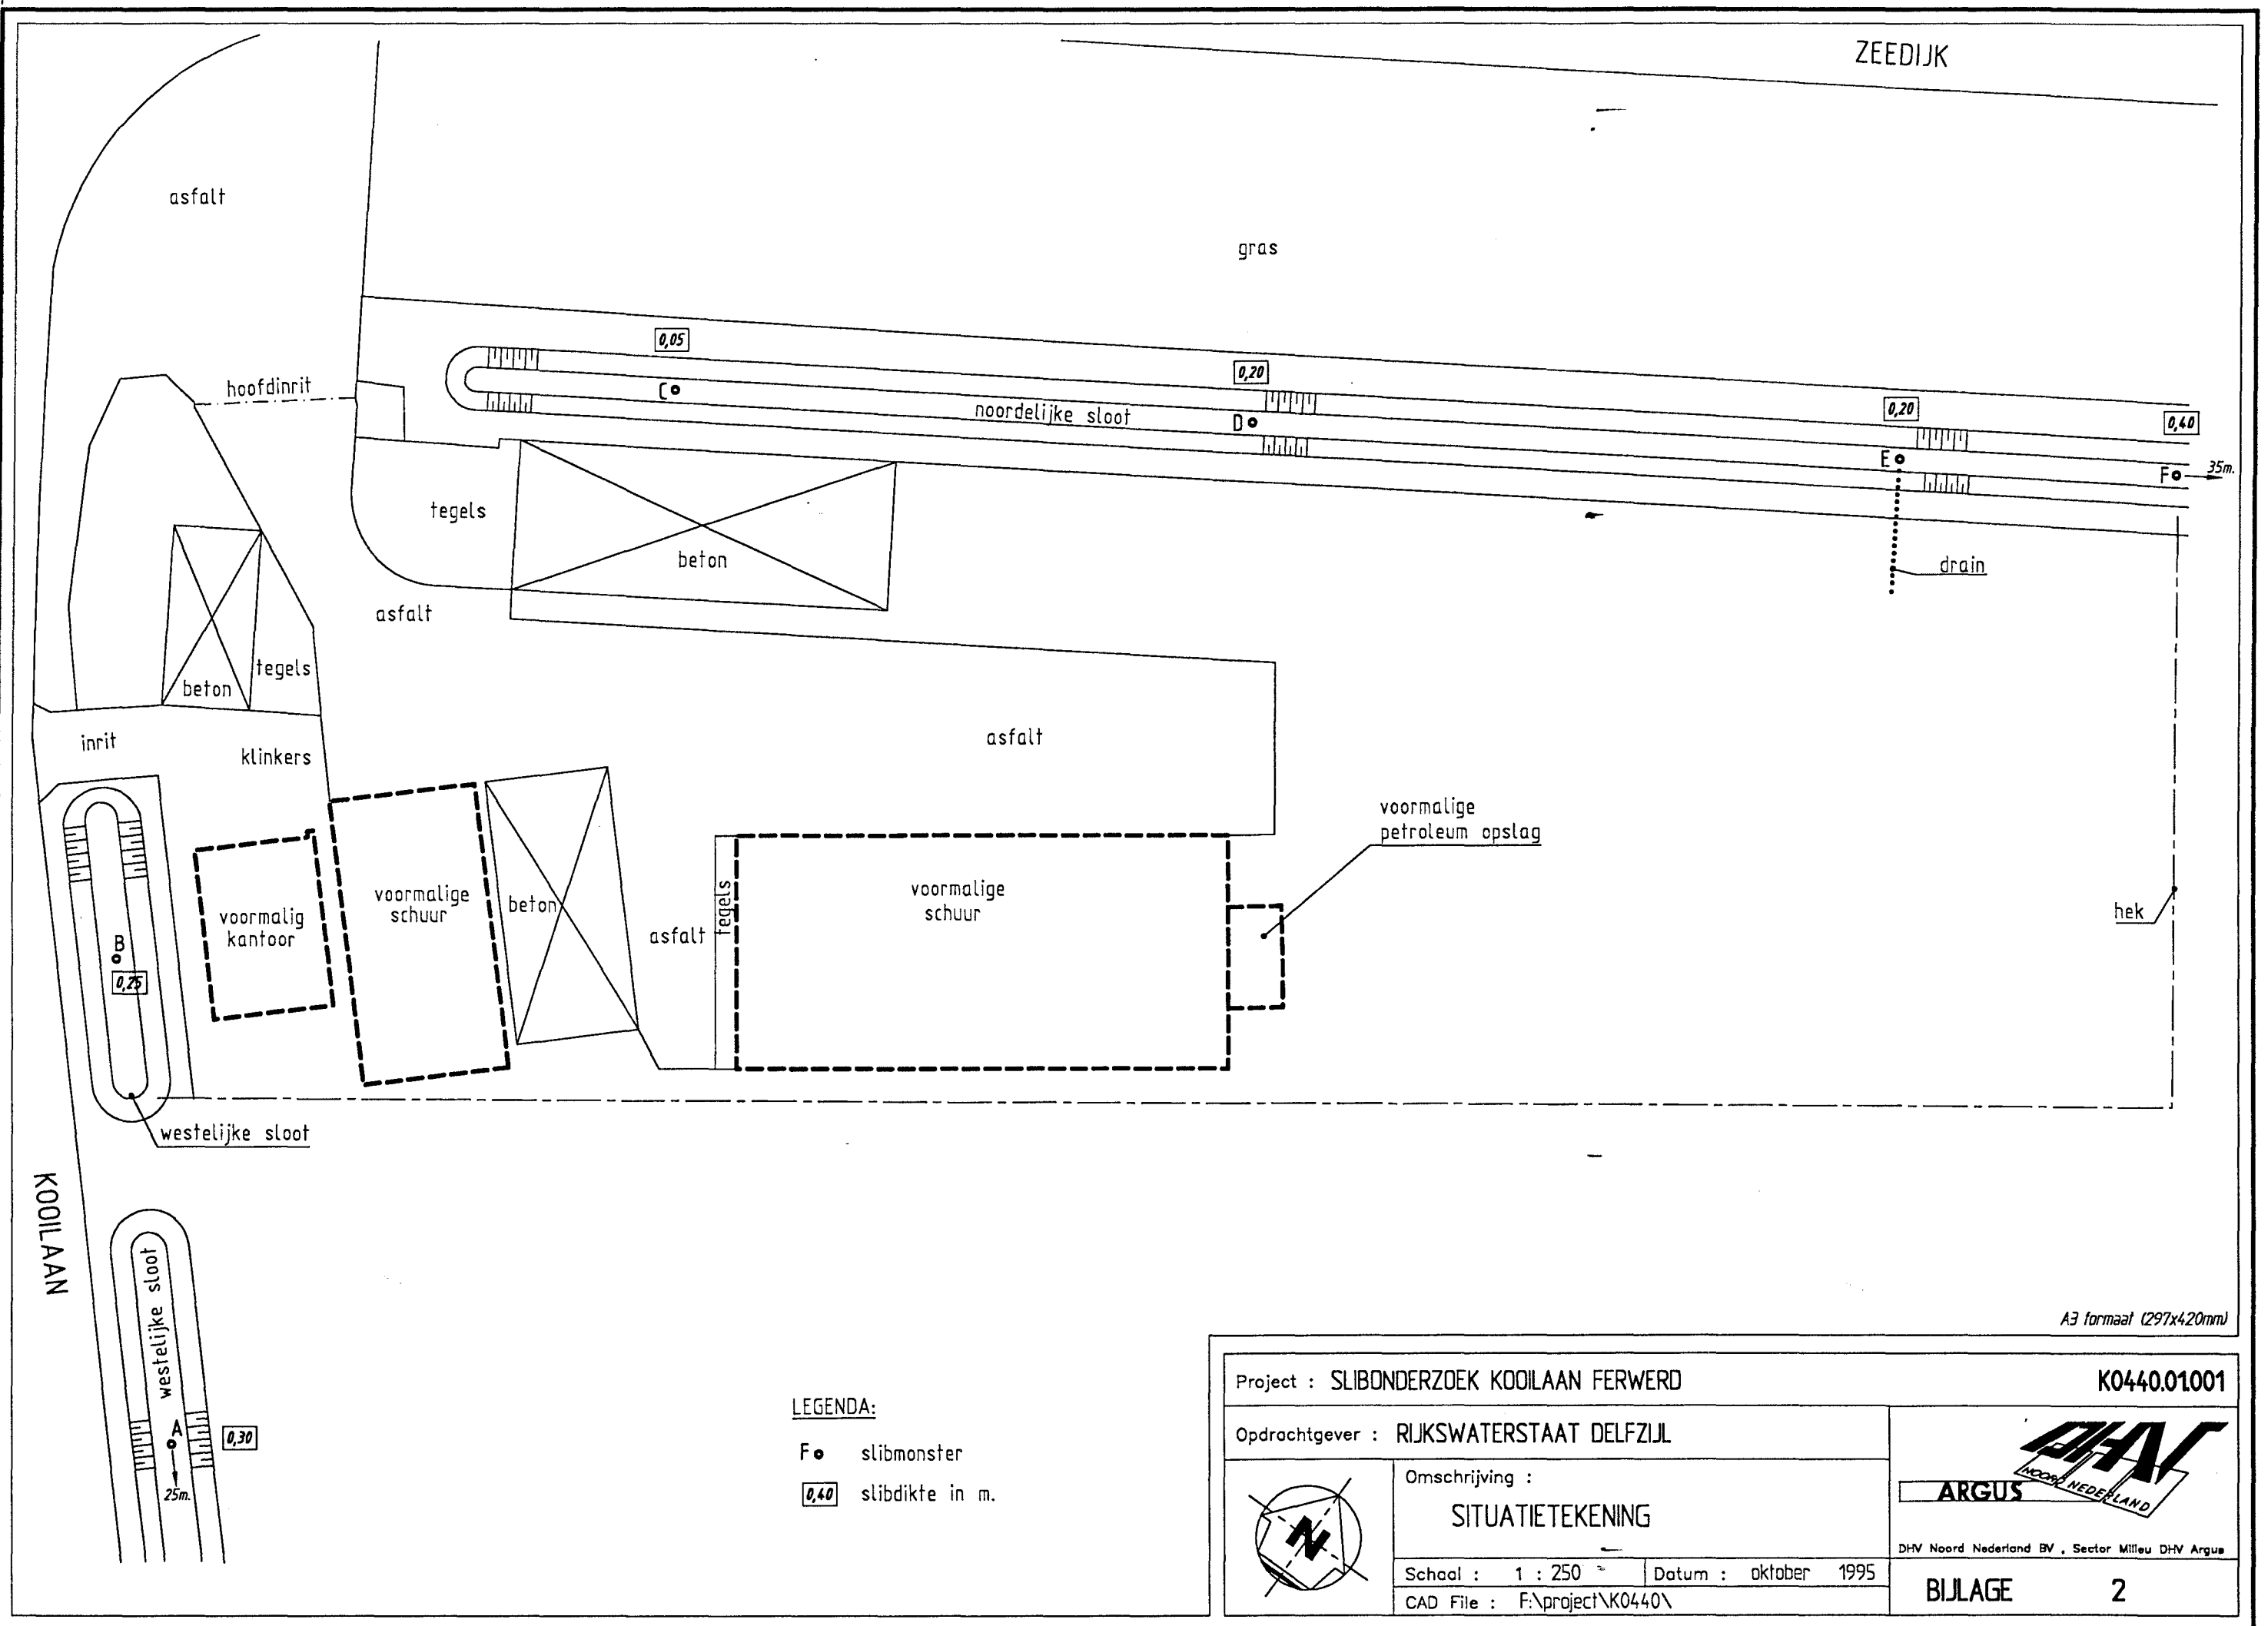 ZEEDIJK
asfalt
gras
0,05
hoofdinrit
C
0,20
noordelijke sloot
D
0,20
0,40
E
F
35m.
tegels
beton
drain
asfalt
tegels
beton
inrit
klinkers
asfalt
voormalige
petroleum opslag
voormalig
kantoor
voormalige
schuur
beton
asfalt
tegels
voormalige
schuur
hek
B
0,25
westelijke sloot
KOOILAAN
westelijke sloot
A
0,30
25m.
LEGENDA:
F slibmonster
0,40 slibdikte in m.
A3 formaat (297x420mm)
Project : SLIBONDERZOEK KOOILAAN FERWERD
K0440.01.001
Opdrachtgever : RIJKSWATERSTAAT DELFZIJL
N
Omschrijving :
SITUATIETEKENING
Schaal : 1 : 250
Datum : oktober 1995
CAD File : F:\project\K0440\
DHV
NOORD NEDERLAND
ARGUS
DHV Noord Nederland BV , Sector Milieu DHV Argus
BIJLAGE 2